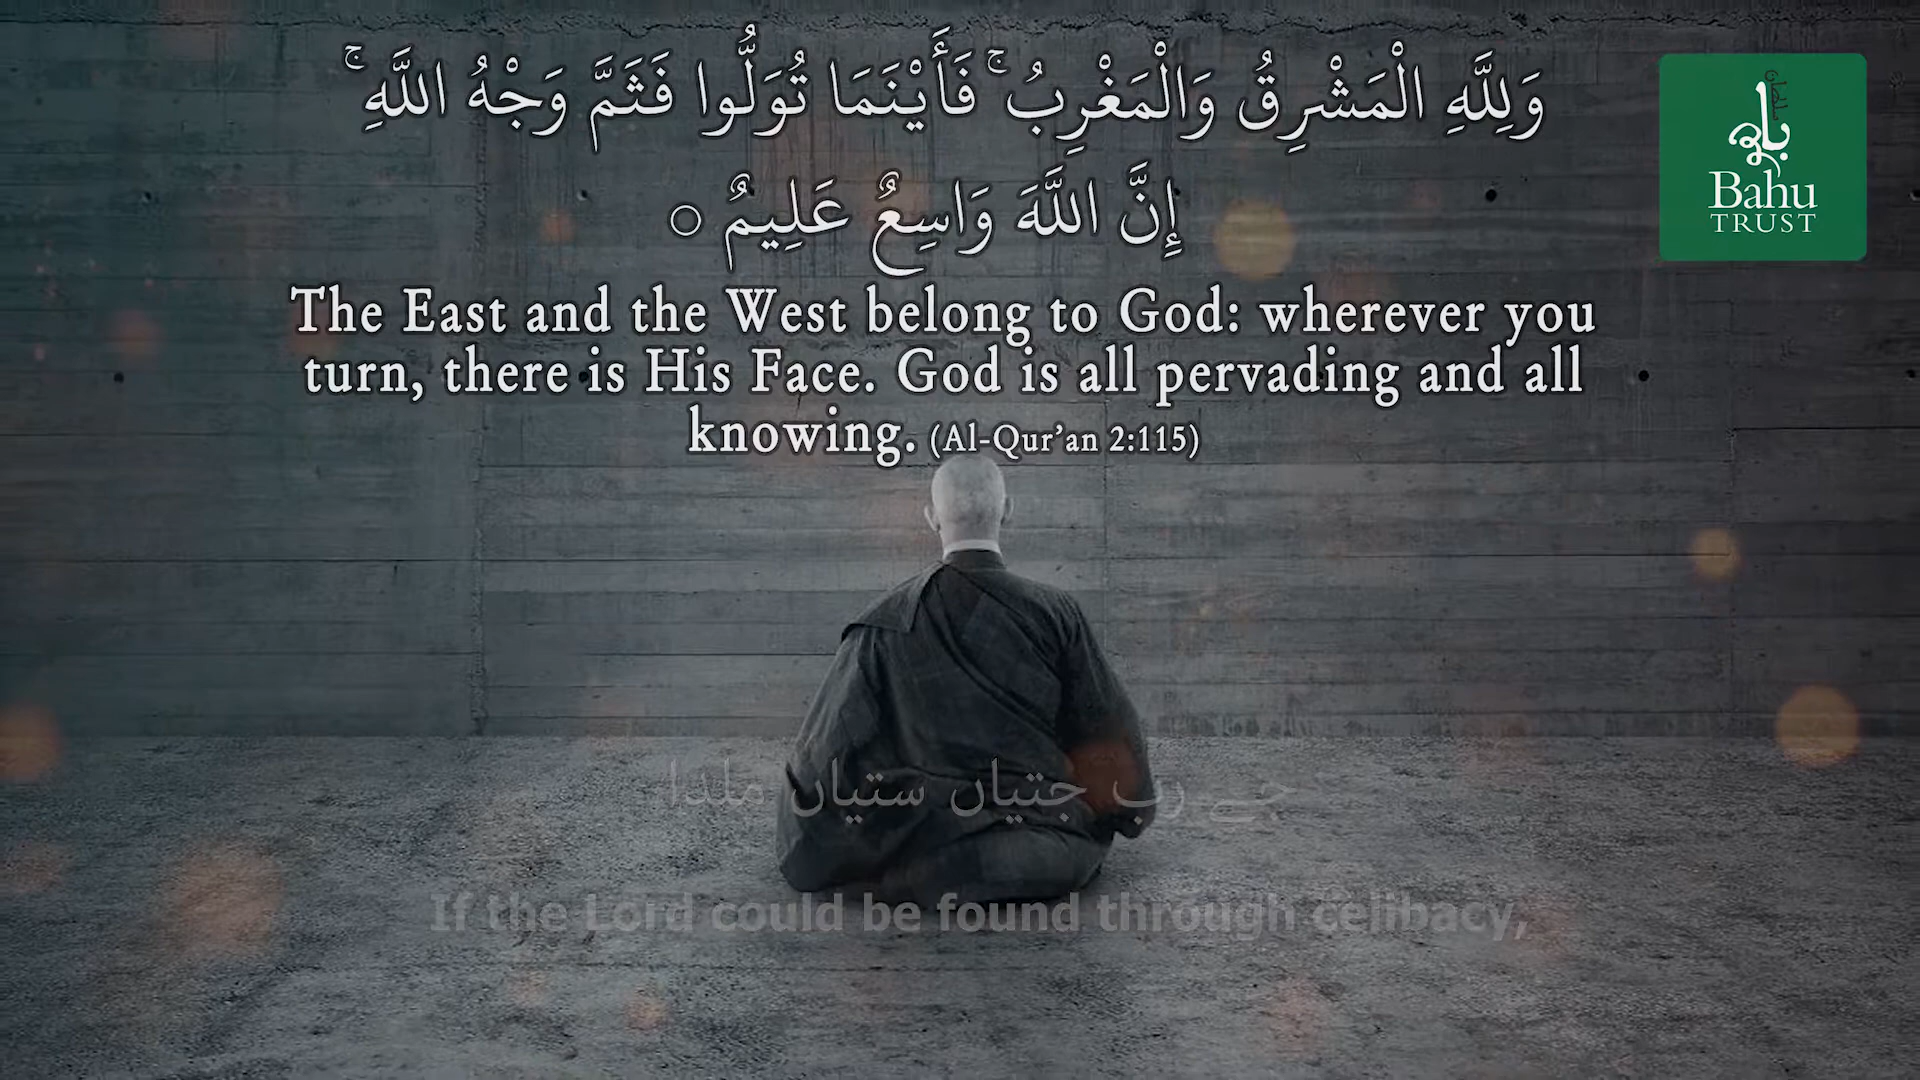 وَلِلَّهِ الْمَشْرِقُ وَالْمَغْرِبُ ۚ فَأَيْنَمَا تُوَلُّوا فَثَمَّ وَجْهُ اللَّهِ ۚ
إِنَّ اللَّهَ وَاسِعٌ عَلِيمٌ ○
باہو
Bahu
TRUST
The East and the West belong to God: wherever you
turn, there is His Face. God is all pervading and all
knowing. (Al-Qur’an 2:115)
جے رب جتیاں ستیاں ملدا
If the Lord could be found through celibacy,